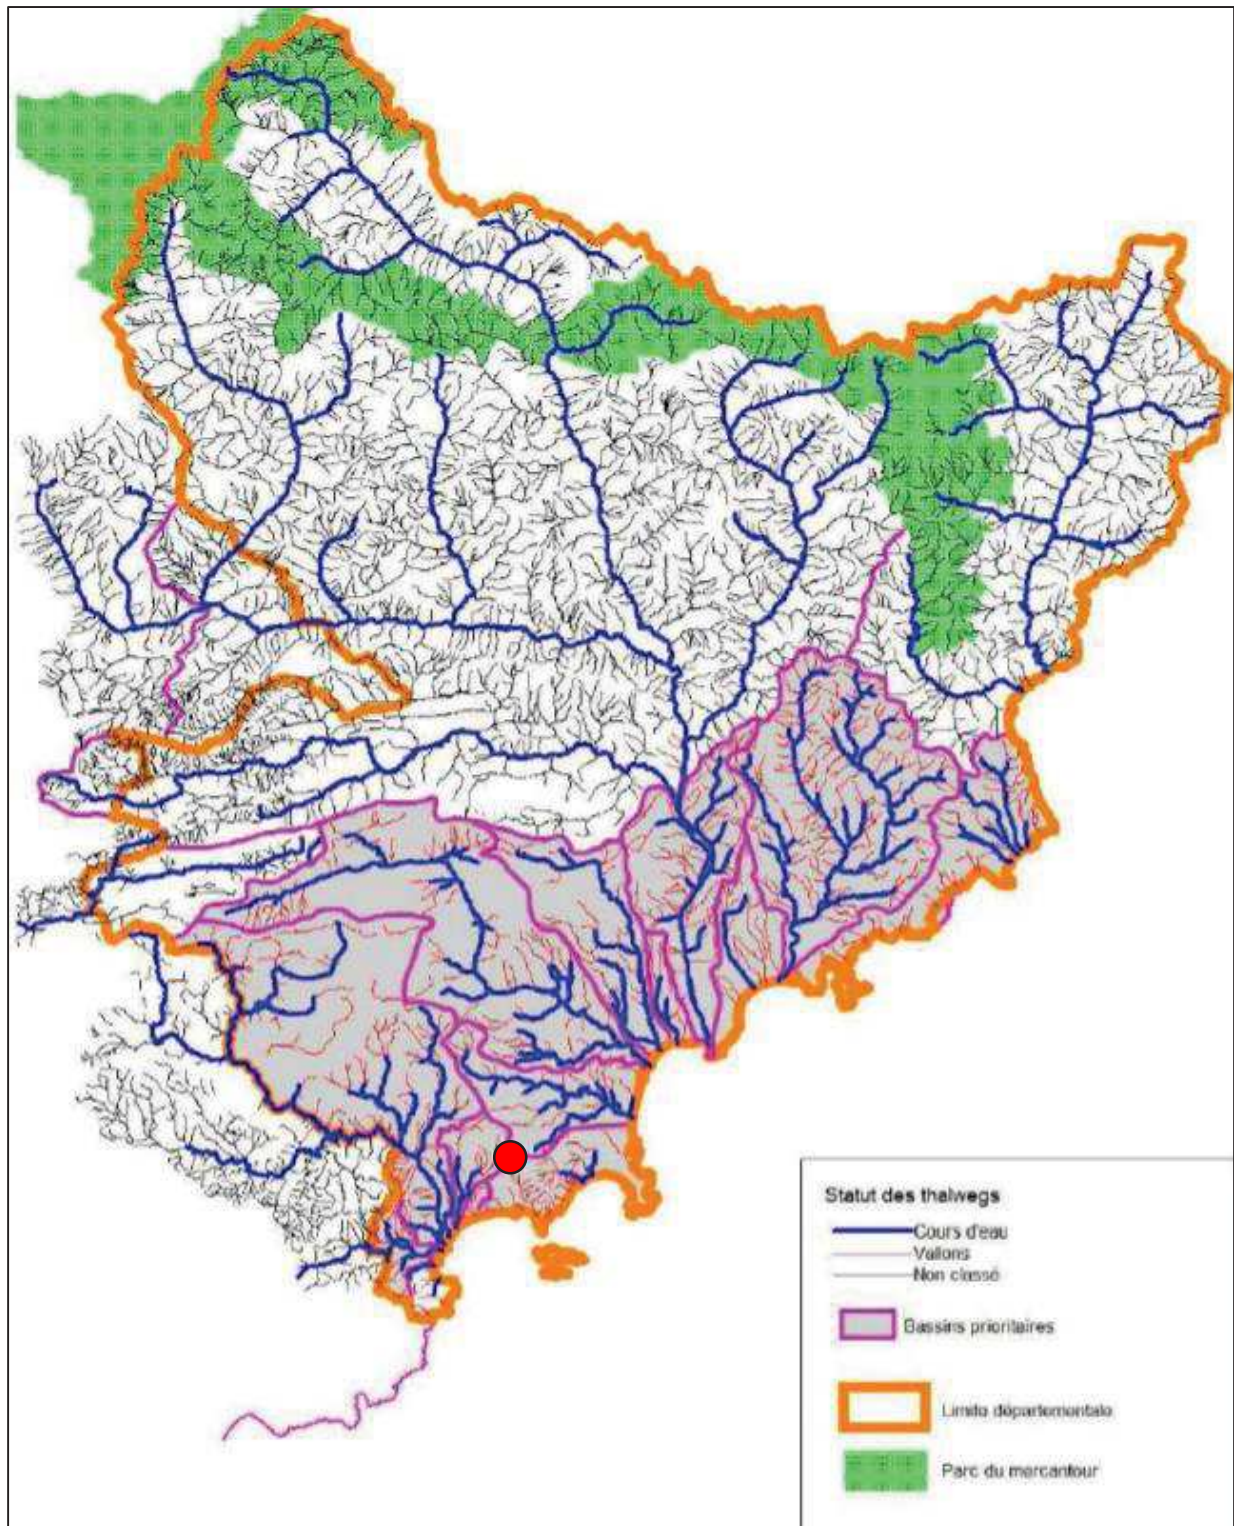 Statut des thalwegs
Cours d'eau
Vallons
Non classé
Bassins prioritaires
Limite départementale
Parc du mercantour